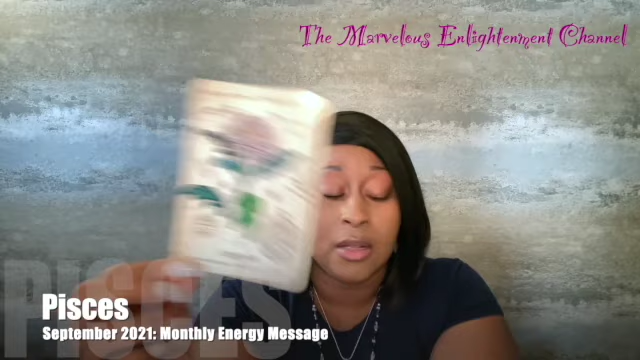 The Marvelous Enlightenment Channel
PISCES
Pisces
September 2021: Monthly Energy Message